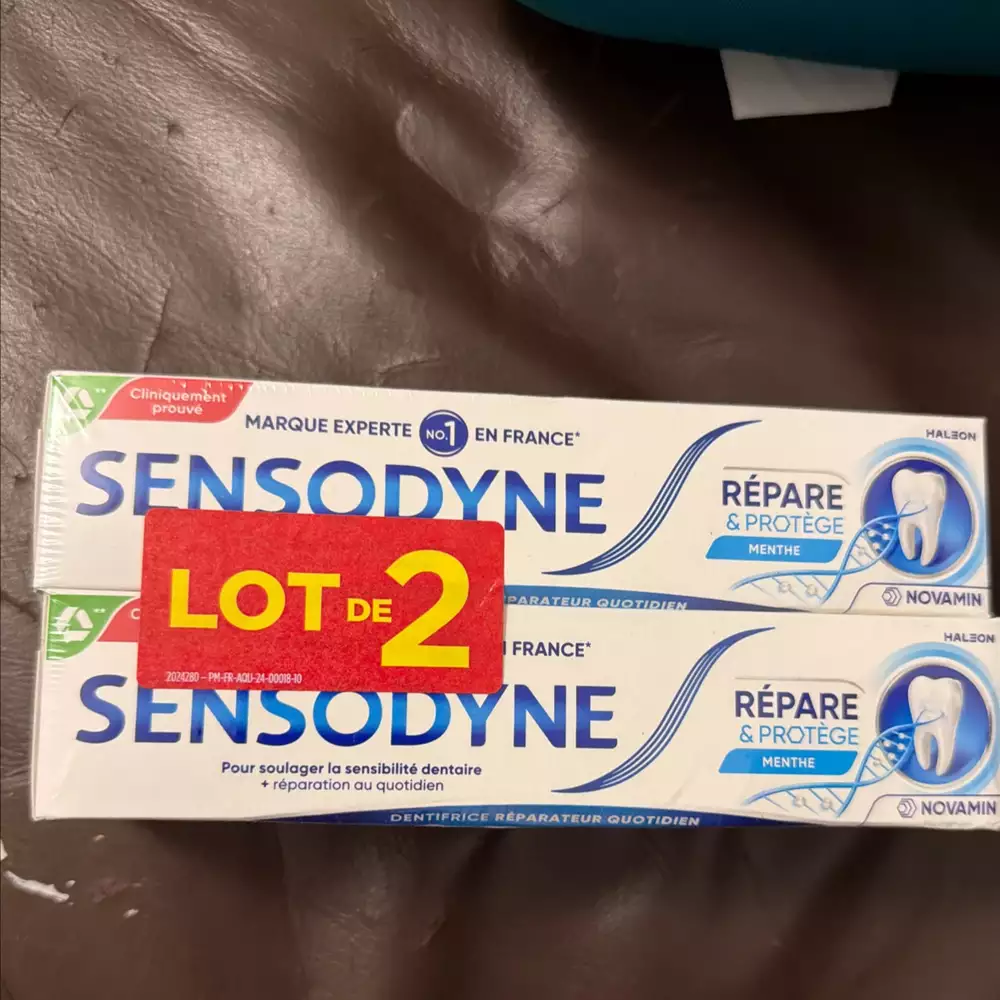 Cliniquement
prouvé
MARQUE EXPERTE NO.1 EN FRANCE*
SENSODYNE
HALEON
RÉPARE
& PROTÈGE
MENTHE
NOVAMIN
PARATEUR QUOTIDIEN
LOT DE 2
2024280 – PM-FR-AQU-24-00018-10
C
FRANCE*
SENSODYNE
Pour soulager la sensibilité dentaire
+ réparation au quotidien
DENTIFRICE RÉPARATEUR QUOTIDIEN
HALEON
RÉPARE
& PROTÈGE
MENTHE
NOVAMIN